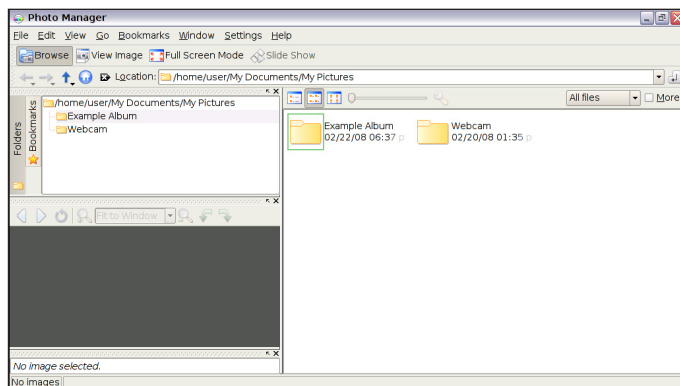 Photo Manager
File Edit View Go Bookmarks Window Settings Help
Browse View Image Full Screen Mode Slide Show
Location: /home/user/My Documents/My Pictures
Folders
Bookmarks
/home/user/My Documents/My Pictures
Example Album
Webcam
All files More
Example Album
02/22/08 06:37 p
Webcam
02/20/08 01:35 p
Fit to Window
No image selected.
No images